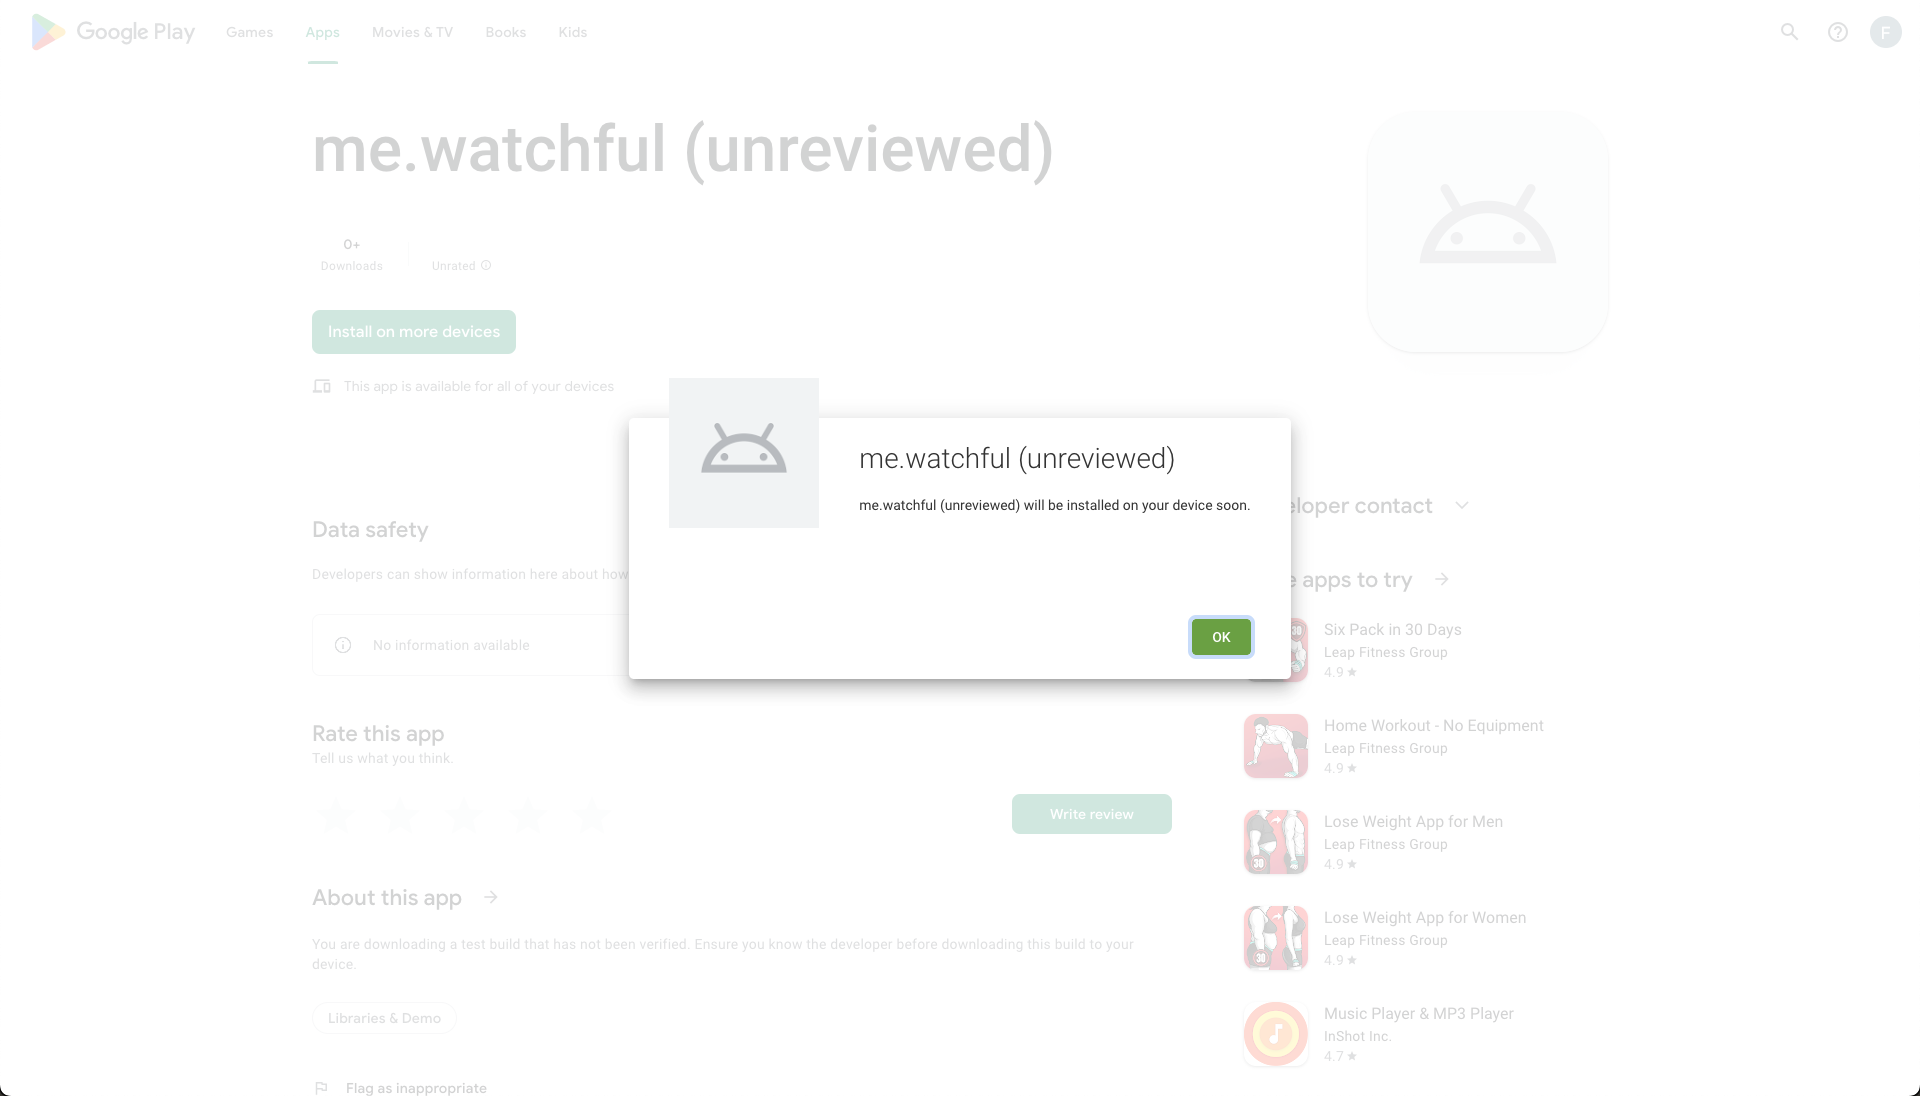 Google Play
Games
Apps
Movies & TV
Books
Kids
F
me.watchful (unreviewed)
0+
Downloads
Unrated
Install on more devices
This app is available for all of your devices
me.watchful (unreviewed)
me.watchful (unreviewed) will be installed on your device soon.
OK
Data safety
Developers can show information here about how
No information available
Rate this app
Tell us what you think.
Write review
About this app
You are downloading a test build that has not been verified. Ensure you know the developer before downloading this build to your
device.
Libraries & Demo
Flag as inappropriate
eloper contact
e apps to try
30
Six Pack in 30 Days
Leap Fitness Group
4.9
Home Workout - No Equipment
Leap Fitness Group
4.9
30
Lose Weight App for Men
Leap Fitness Group
4.9
30
Lose Weight App for Women
Leap Fitness Group
4.9
Music Player & MP3 Player
InShot Inc.
4.7